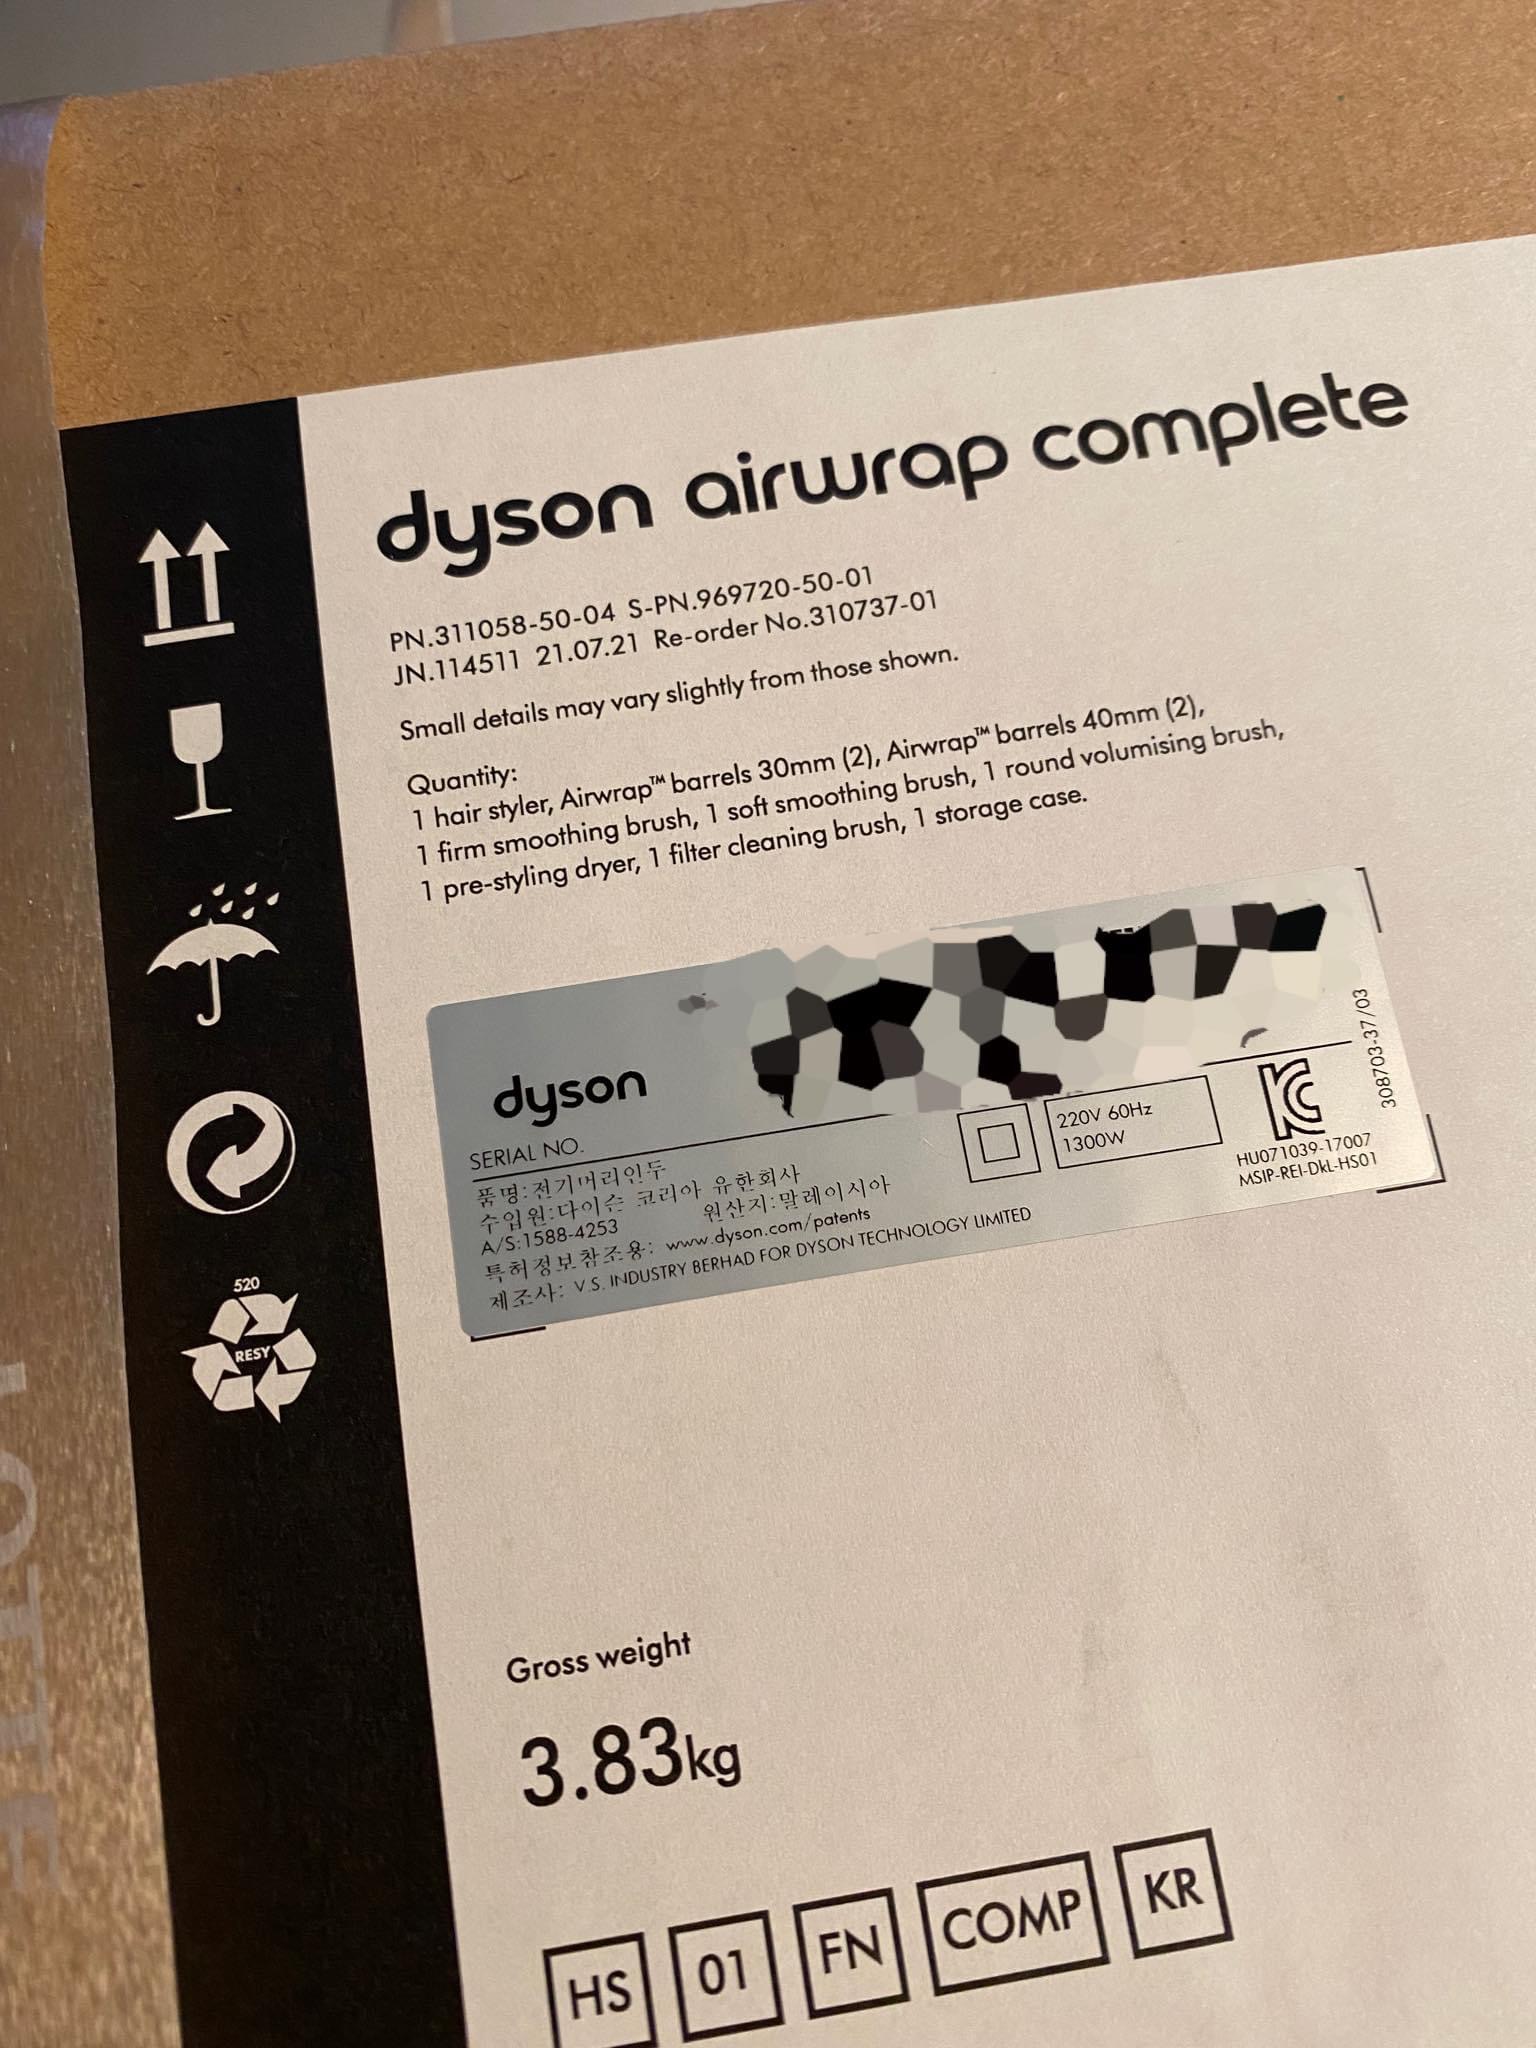 dyson airwrap complete
PN.311058-50-04 S-PN.969720-50-01
JN.114511 21.07.21 Re-order No.310737-01
Small details may vary slightly from those shown.
Quantity:
1 hair styler, Airwrap™ barrels 30mm (2), Airwrap™ barrels 40mm (2),
1 firm smoothing brush, 1 soft smoothing brush, 1 round volumising brush,
1 pre-styling dryer, 1 filter cleaning brush, 1 storage case.
dyson
SERIAL NO.
품명:전기머리인두
수입원:다이슨 코리아 유한회사
A/S:1588-4253 원산지:말레이시아
특허정보참조용: www.dyson.com/patents
제조사: V.S. INDUSTRY BERHAD FOR DYSON TECHNOLOGY LIMITED
220V 60Hz
1300W
HU071039-17007
MSIP-REI-DkL-HS01
308703-37/03
520
RESY
Gross weight
3.83kg
HS 01 FN COMP KR